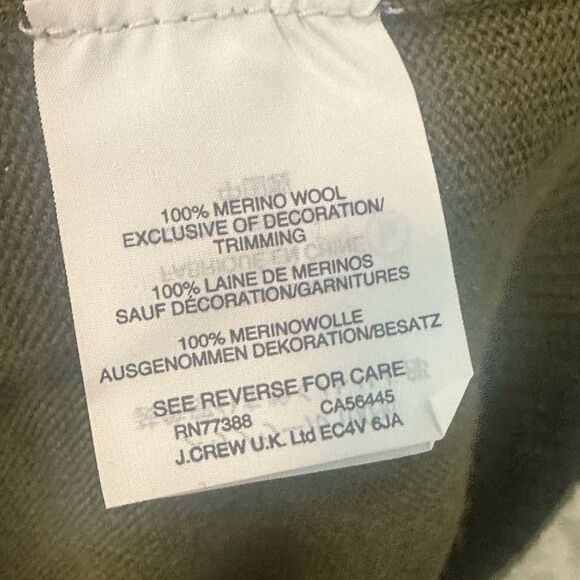 100% MERINO WOOL
EXCLUSIVE OF DECORATION/
TRIMMING
100% LAINE DE MERINOS
SAUF DÉCORATION/GARNITURES
100% MERINOWOLLE
AUSGENOMMEN DEKORATION/BESATZ
SEE REVERSE FOR CARE
RN77388 CA56445
J.CREW U.K. Ltd EC4V 6JA